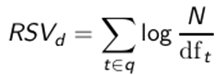 RSV_d = \sum_{t \in q} \log \frac{N}{\mathrm{df}_t}